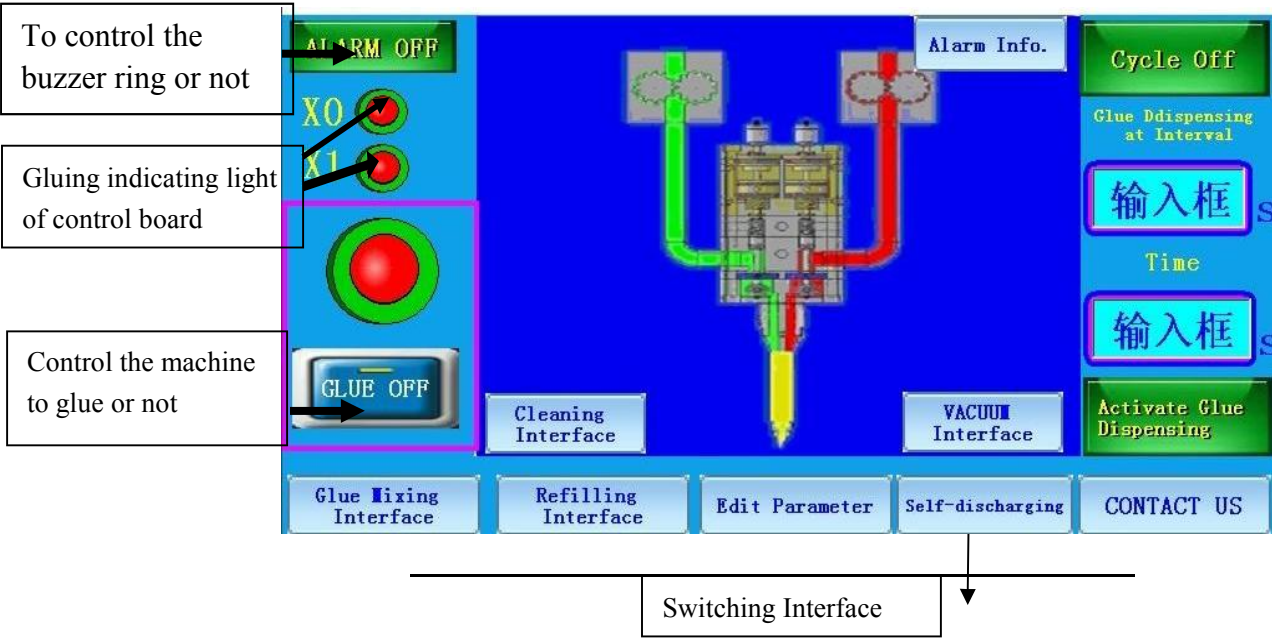 To control the
buzzer ring or not
Gluing indicating light
of control board
Control the machine
to glue or not
ALARM OFF
X0
X1
GLUE OFF
Alarm Info.
Cleaning
Interface
VACUUM
Interface
Cycle Off
Glue Ddispensing
at Interval
输入框
S
Time
输入框
S
Activate Glue
Dispensing
Glue Mixing
Interface
Refilling
Interface
Edit Parameter
Self-discharging
CONTACT US
Switching Interface